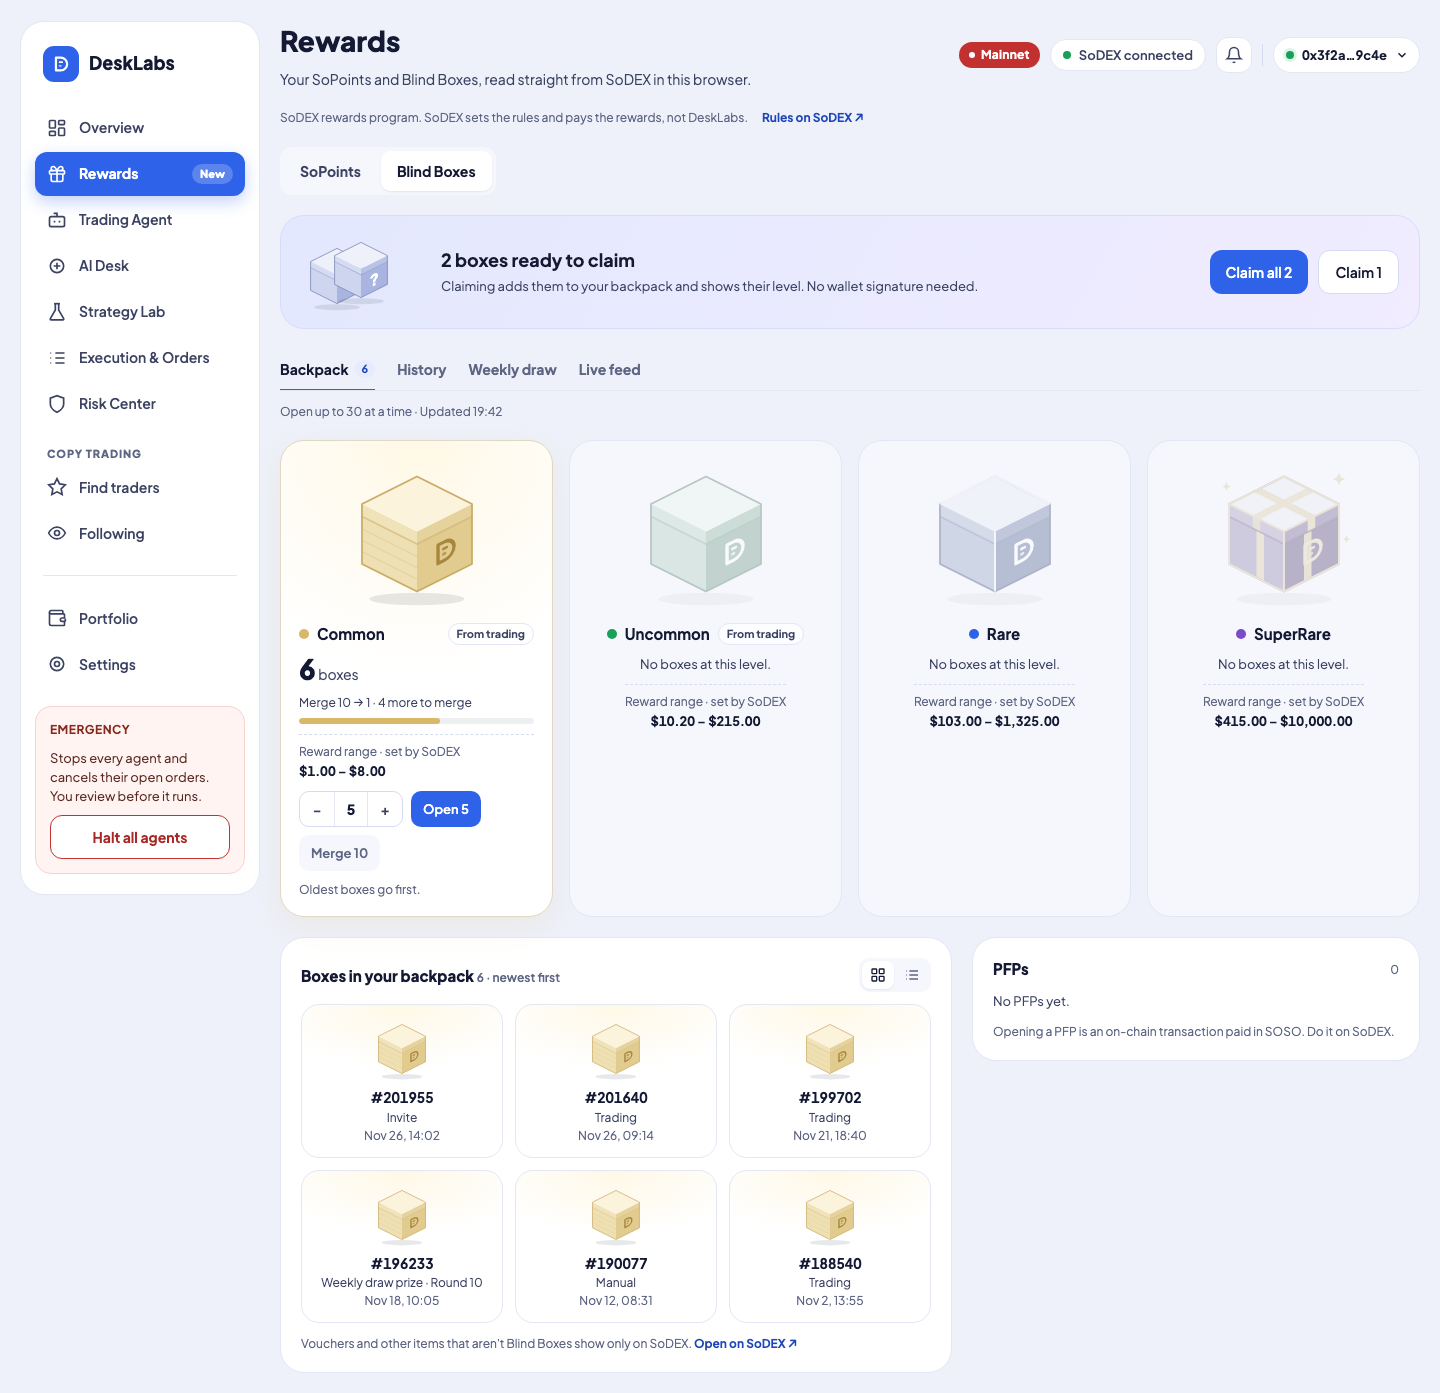 DeskLabs
Overview
Rewards New
Trading Agent
AI Desk
Strategy Lab
Execution & Orders
Risk Center
COPY TRADING
Find traders
Following
Portfolio
Settings
EMERGENCY
Stops every agent and
cancels their open orders.
You review before it runs.
Halt all agents
Rewards
Your SoPoints and Blind Boxes, read straight from SoDEX in this browser.
Mainnet
SoDEX connected
0x3f2a…9c4e
SoDEX rewards program. SoDEX sets the rules and pays the rewards, not DeskLabs. Rules on SoDEX ↗
SoPoints Blind Boxes
?
2 boxes ready to claim
Claiming adds them to your backpack and shows their level. No wallet signature needed.
Claim all 2 Claim 1
Backpack 6 History Weekly draw Live feed
Open up to 30 at a time · Updated 19:42
Common From trading
6 boxes
Merge 10 → 1 · 4 more to merge
Reward range · set by SoDEX
$1.00 – $8.00
− 5 + Open 5
Merge 10
Oldest boxes go first.
Uncommon From trading
No boxes at this level.
Reward range · set by SoDEX
$10.20 – $215.00
Rare
No boxes at this level.
Reward range · set by SoDEX
$103.00 – $1,325.00
SuperRare
No boxes at this level.
Reward range · set by SoDEX
$415.00 – $10,000.00
Boxes in your backpack 6 · newest first
#201955
Invite
Nov 26, 14:02
#201640
Trading
Nov 26, 09:14
#199702
Trading
Nov 21, 18:40
#196233
Weekly draw prize · Round 10
Nov 18, 10:05
#190077
Manual
Nov 12, 08:31
#188540
Trading
Nov 2, 13:55
Vouchers and other items that aren't Blind Boxes show only on SoDEX. Open on SoDEX ↗
PFPs 0
No PFPs yet.
Opening a PFP is an on-chain transaction paid in SOSO. Do it on SoDEX.